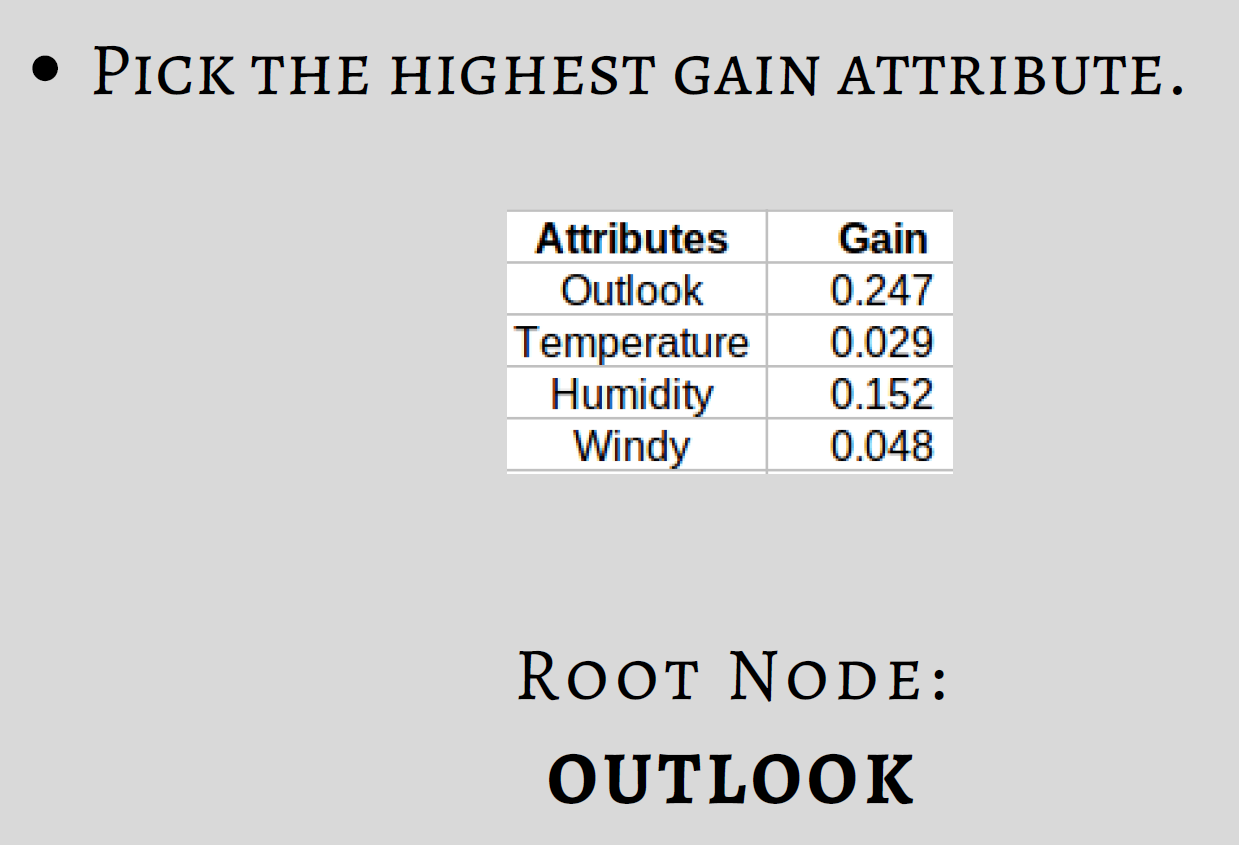 • Pick the highest gain attribute.
Attributes Gain
Outlook 0.247
Temperature 0.029
Humidity 0.152
Windy 0.048
Root Node:
OUTLOOK